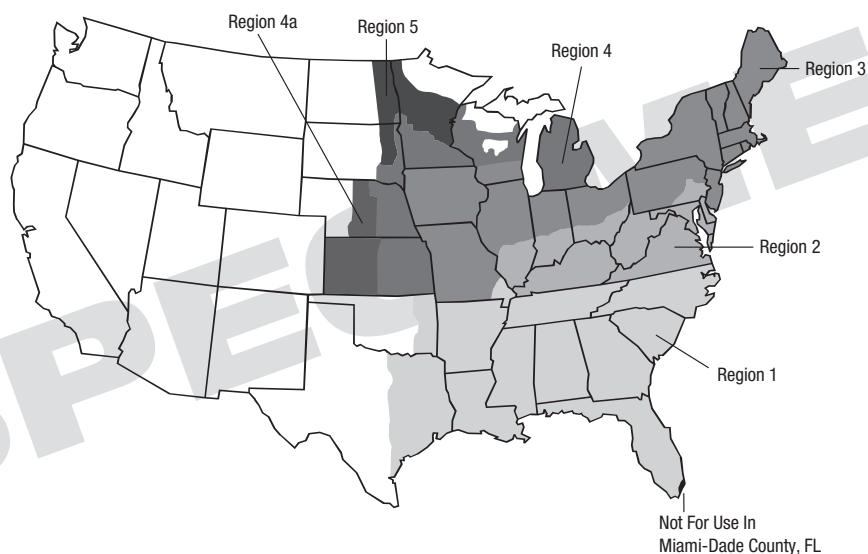 Region 4a
Region 5
Region 4
Region 3
Region 2
Region 1
Not For Use In
Miami-Dade County, FL
SPECIME